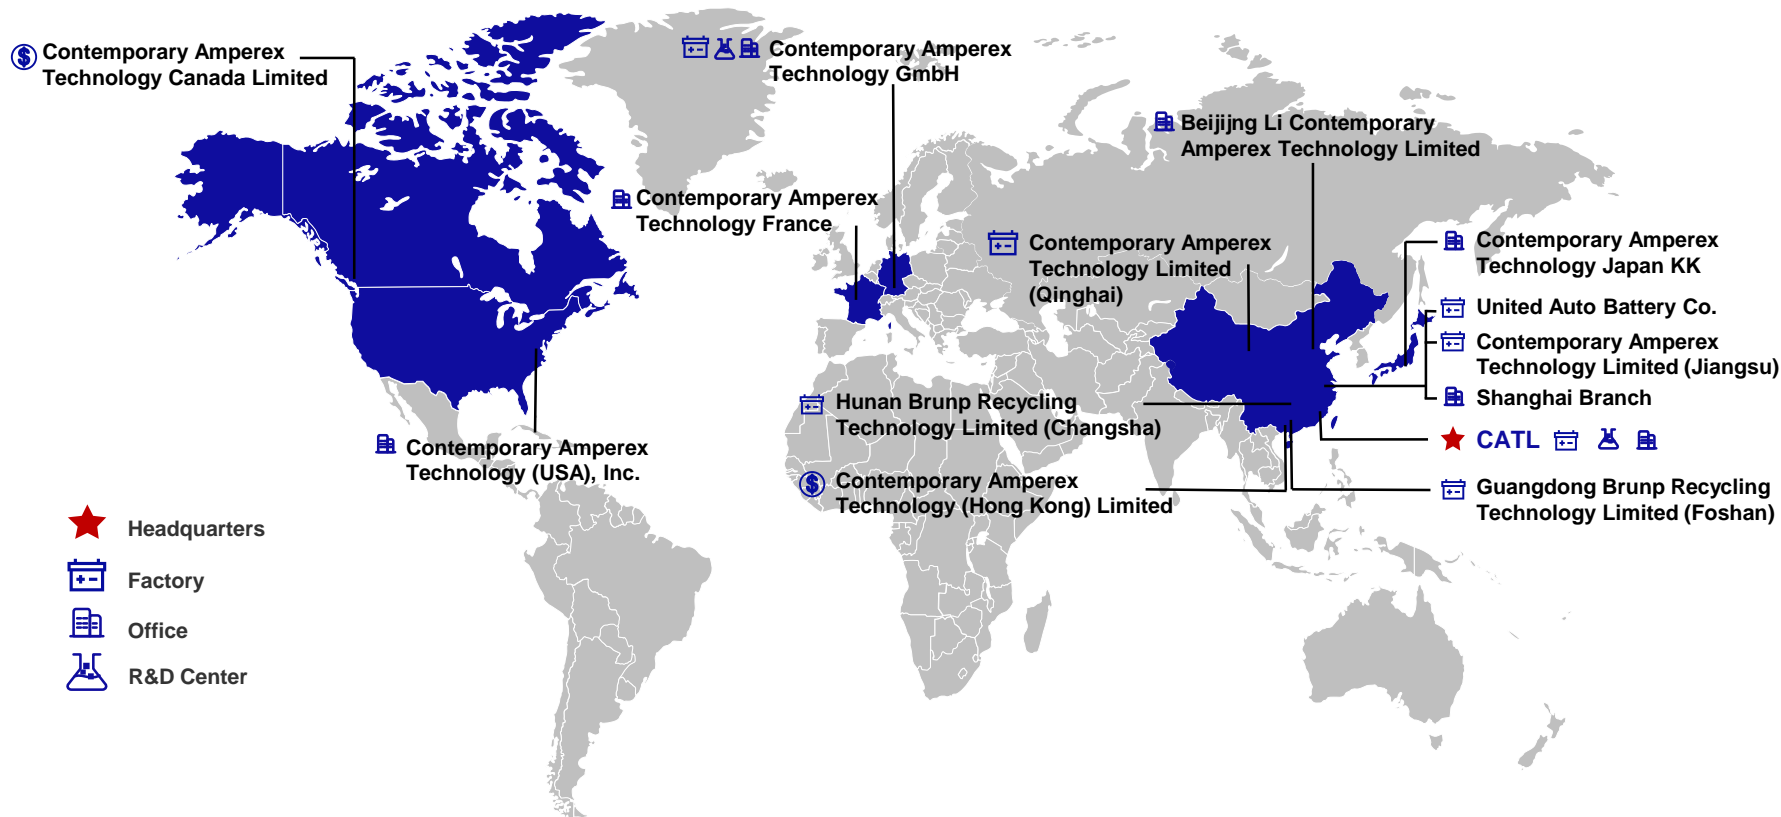 Contemporary Amperex
Technology Canada Limited
Contemporary Amperex
Technology GmbH
Beijijng Li Contemporary
Amperex Technology Limited
Contemporary Amperex
Technology France
Contemporary Amperex
Technology Limited
(Qinghai)
Contemporary Amperex
Technology Japan KK
United Auto Battery Co.
Contemporary Amperex
Technology Limited (Jiangsu)
Shanghai Branch
Hunan Brunp Recycling
Technology Limited (Changsha)
CATL
Contemporary Amperex
Technology (USA), Inc.
Contemporary Amperex
Technology (Hong Kong) Limited
Guangdong Brunp Recycling
Technology Limited (Foshan)
Headquarters
Factory
Office
R&D Center